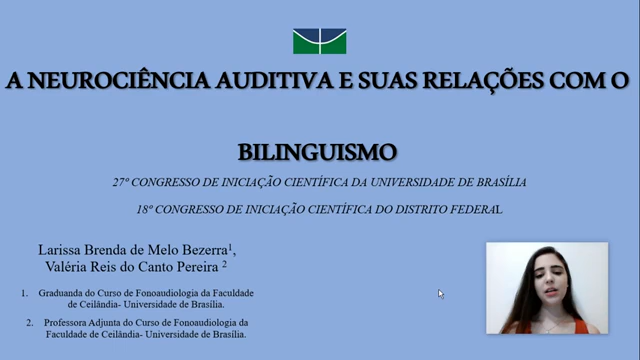 A NEUROCIÊNCIA AUDITIVA E SUAS RELAÇÕES COM O
BILINGUISMO
27º CONGRESSO DE INICIAÇÃO CIENTÍFICA DA UNIVERSIDADE DE BRASÍLIA
18º CONGRESSO DE INICIAÇÃO CIENTÍFICA DO DISTRITO FEDERAL
Larissa Brenda de Melo Bezerra¹,
Valéria Reis do Canto Pereira ²
1. Graduanda do Curso de Fonoaudiologia da Faculdade
de Ceilândia- Universidade de Brasília.
2. Professora Adjunta do Curso de Fonoaudiologia da
Faculdade de Ceilândia- Universidade de Brasília.